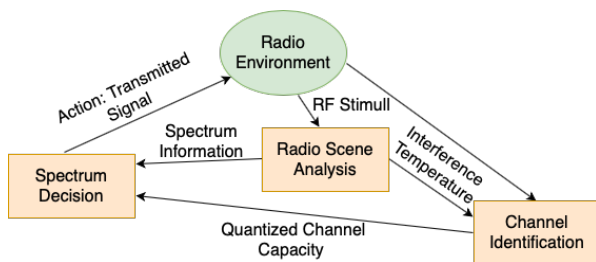 Radio
Environment
Action: Transmitted
Signal
RF Stimull
Spectrum
Information
Radio Scene
Analysis
Interference
Temperature
Spectrum
Decision
Quantized Channel
Capacity
Channel
Identification